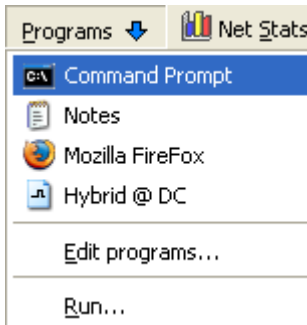 Programs Net Stats
C:\ Command Prompt
Notes
Mozilla FireFox
Hybrid @ DC
Edit programs...
Run...